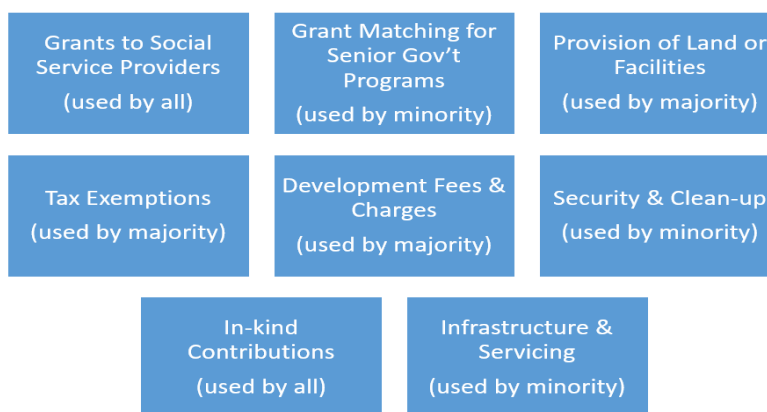 Grants to Social
Service Providers
(used by all)
Grant Matching for
Senior Gov't
Programs
(used by minority)
Provision of Land or
Facilities
(used by majority)
Tax Exemptions
(used by majority)
Development Fees &
Charges
(used by majority)
Security & Clean-up
(used by minority)
In-kind
Contributions
(used by all)
Infrastructure &
Servicing
(used by minority)